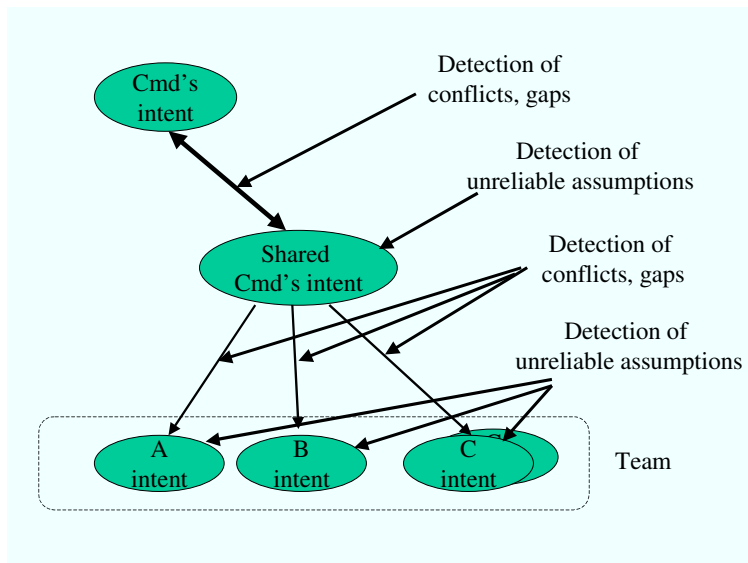 Cmd's
intent
Detection of
conflicts, gaps
Detection of
unreliable assumptions
Shared
Cmd's intent
Detection of
conflicts, gaps
Detection of
unreliable assumptions
A
intent
B
intent
C
intent
Team